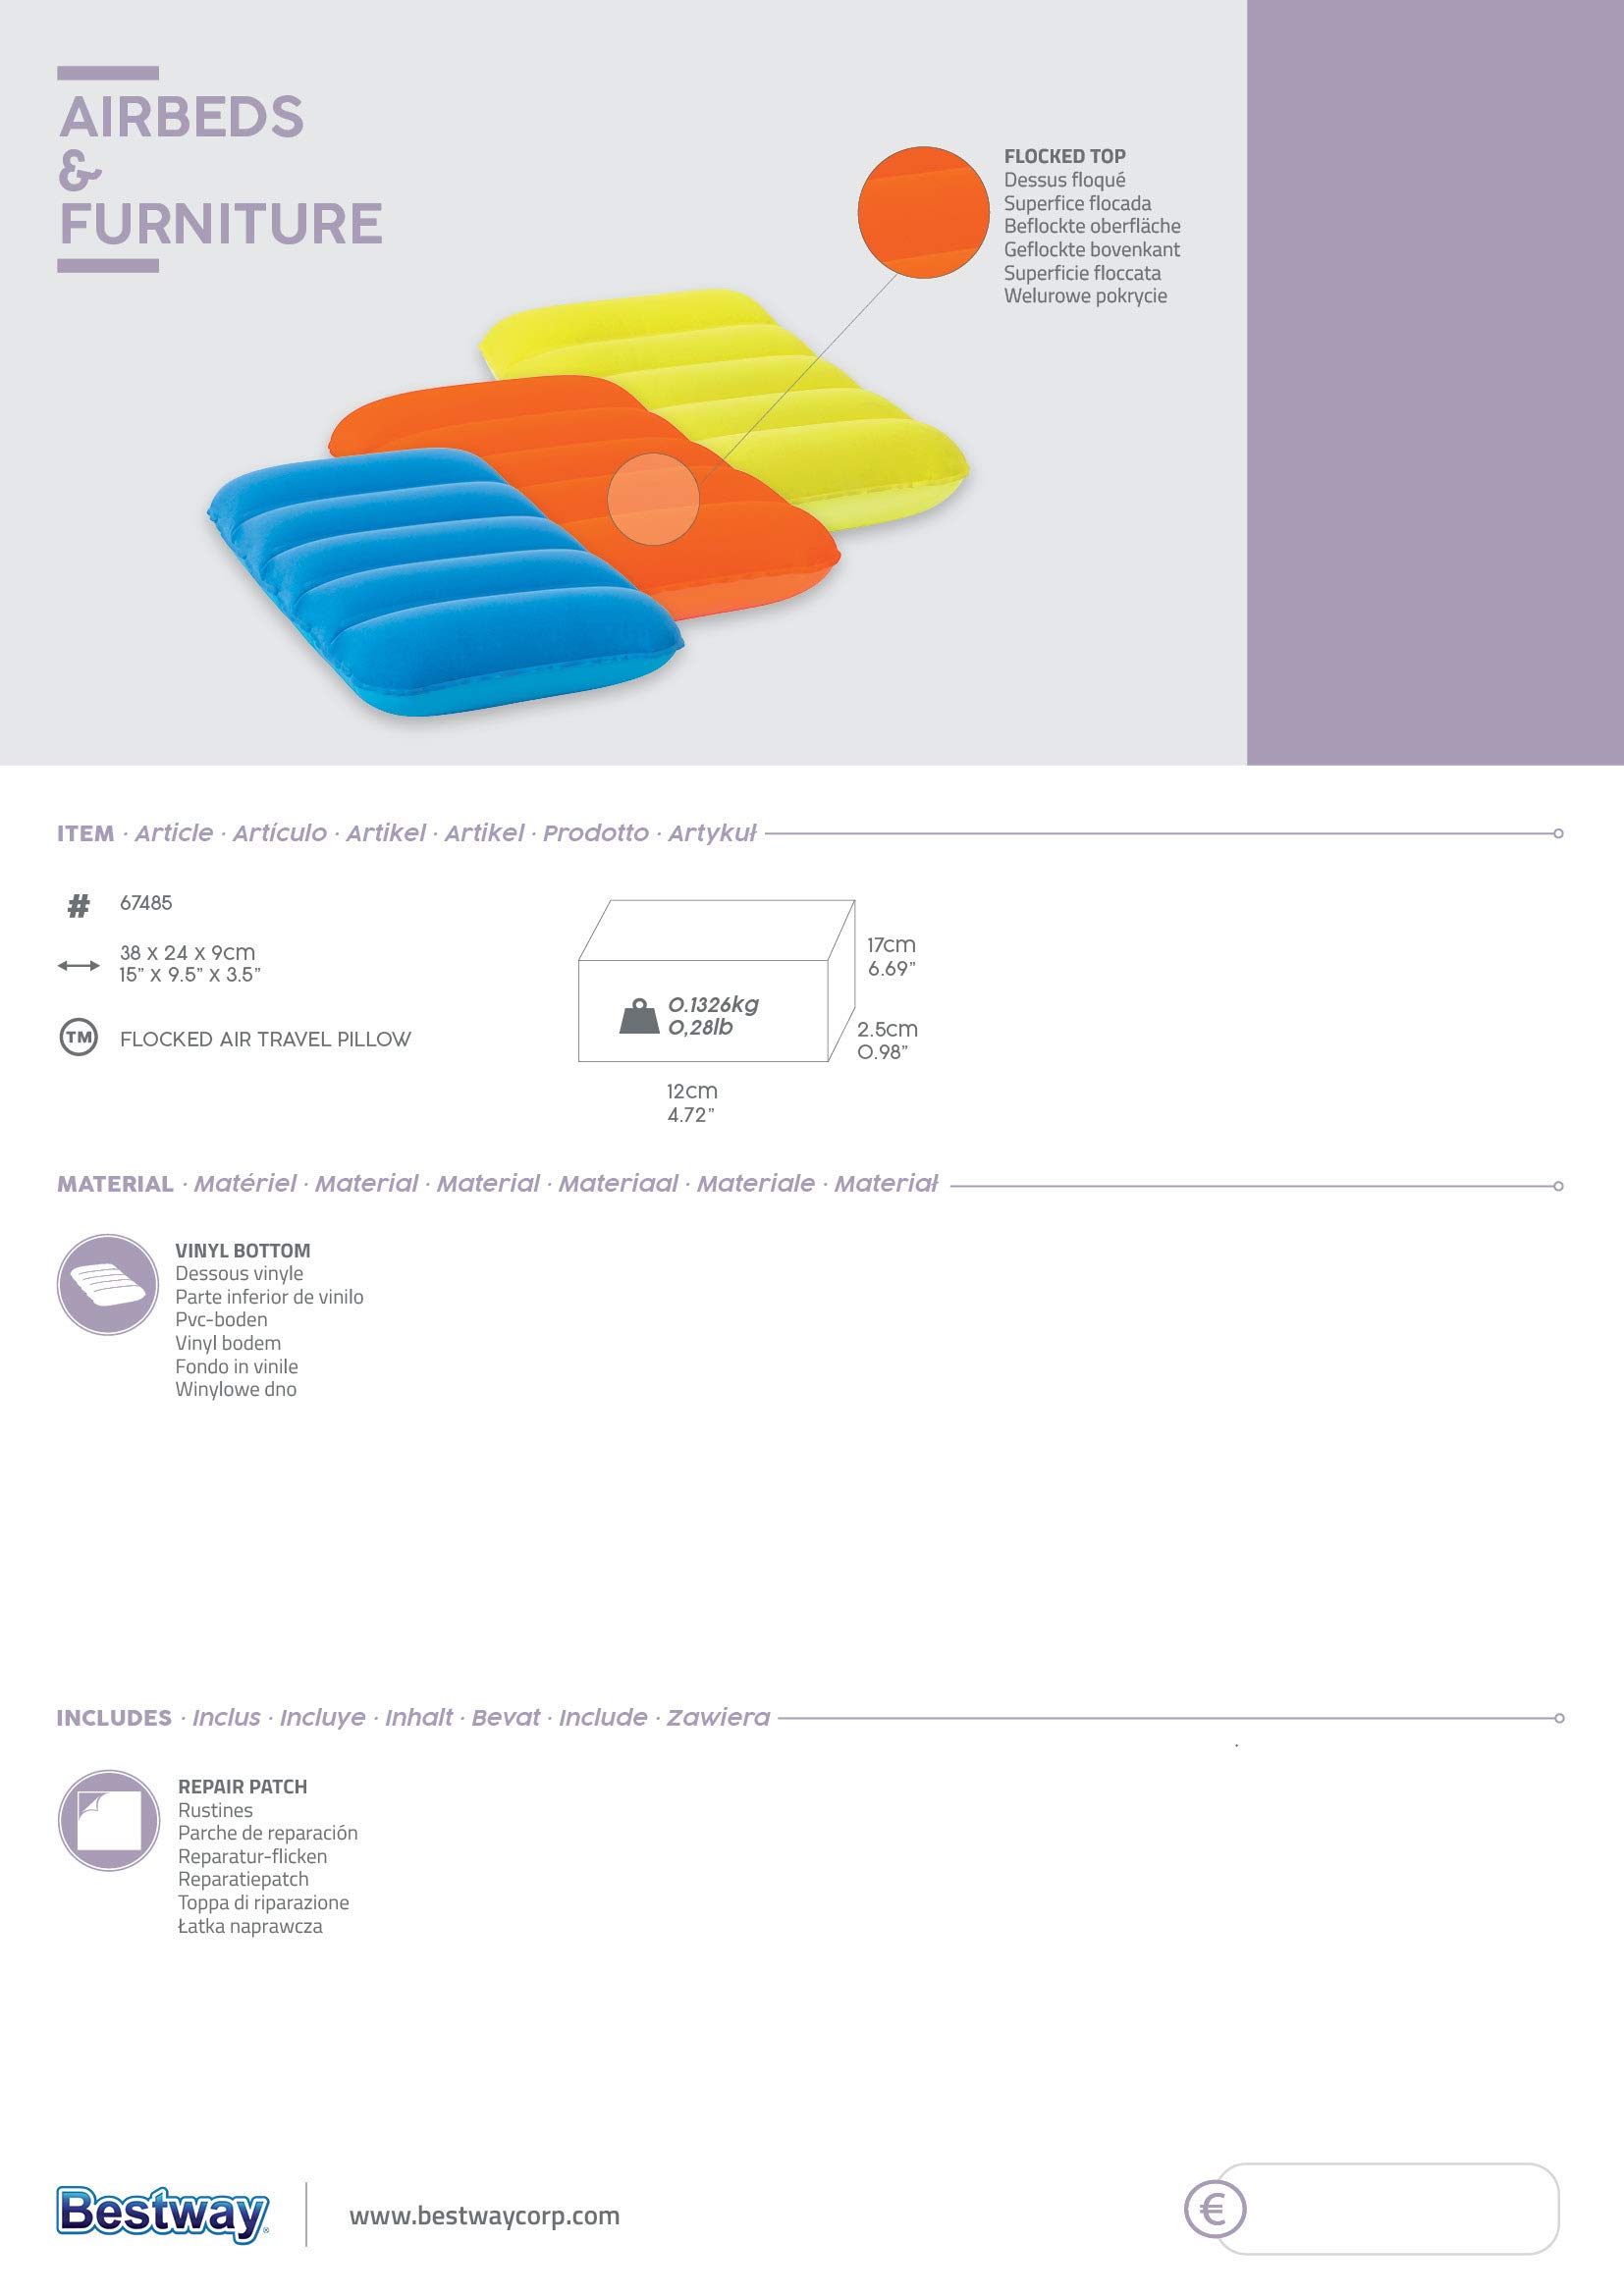 AIRBEDS
&
FURNITURE
FLOCKED TOP
Dessus floqué
Superfice flocada
Beflockte oberfläche
Geflockte bovenkant
Superficie floccata
Welurowe pokrycie
ITEM · Article · Artículo · Artikel · Artikel · Prodotto · Artykuł
# 67485
38 x 24 x 9cm
15” x 9.5” x 3.5”
TM FLOCKED AIR TRAVEL PILLOW
17cm
6.69”
0.1326kg
0,28lb
2.5cm
0.98”
12cm
4.72”
MATERIAL · Matériel · Material · Material · Materiaal · Materiale · Materiał
VINYL BOTTOM
Dessous vinyle
Parte inferior de vinilo
Pvc-boden
Vinyl bodem
Fondo in vinile
Winylowe dno
INCLUDES · Inclus · Incluye · Inhalt · Bevat · Include · Zawiera
REPAIR PATCH
Rustines
Parche de reparación
Reparatur-flicken
Reparatiepatch
Toppa di riparazione
Łatka naprawcza
Bestway®
www.bestwaycorp.com
€